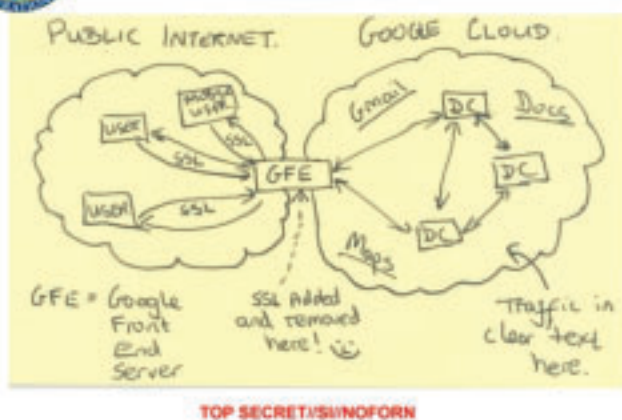 PUBLIC INTERNET.
GOOGLE CLOUD.
USER
MOBILE USER
SSL
SSL
USER
SSL
GFE
Gmail
DC
Docs
DC
DC
Maps
GFE = Google
Front
End
Server
SSL Added
and removed
here!
Traffic in
clear text
here.
TOP SECRET//SI//NOFORN